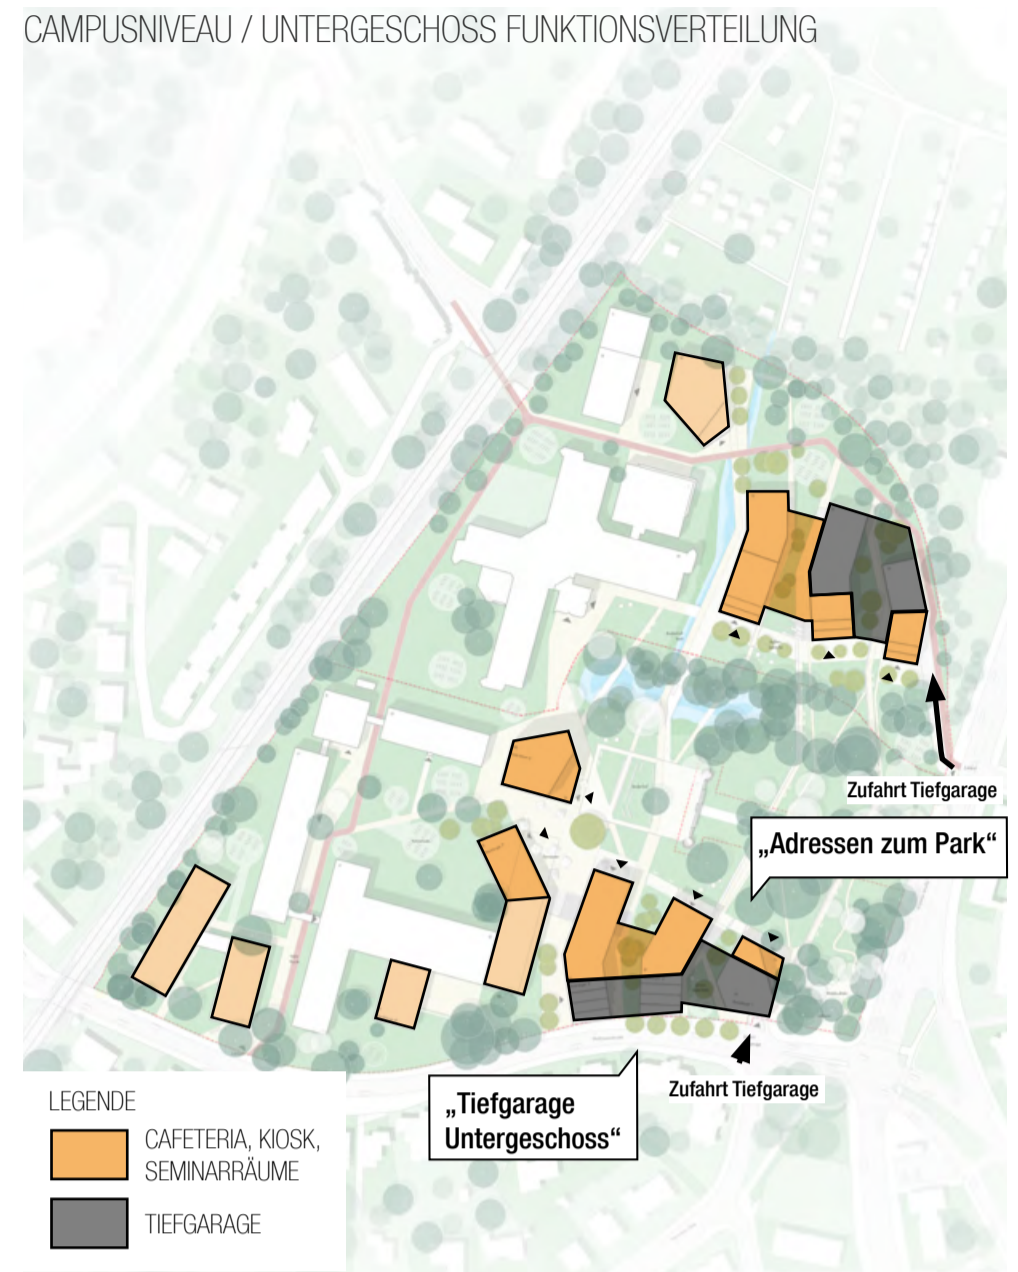 CAMPUSNIVEAU / UNTERGESCHOSS FUNKTIONSVERTEILUNG
Zufahrt Tiefgarage
„Adressen zum Park“
„Tiefgarage
Untergeschoss“
Zufahrt Tiefgarage
LEGENDE
CAFETERIA, KIOSK,
SEMINARRÄUME
TIEFGARAGE